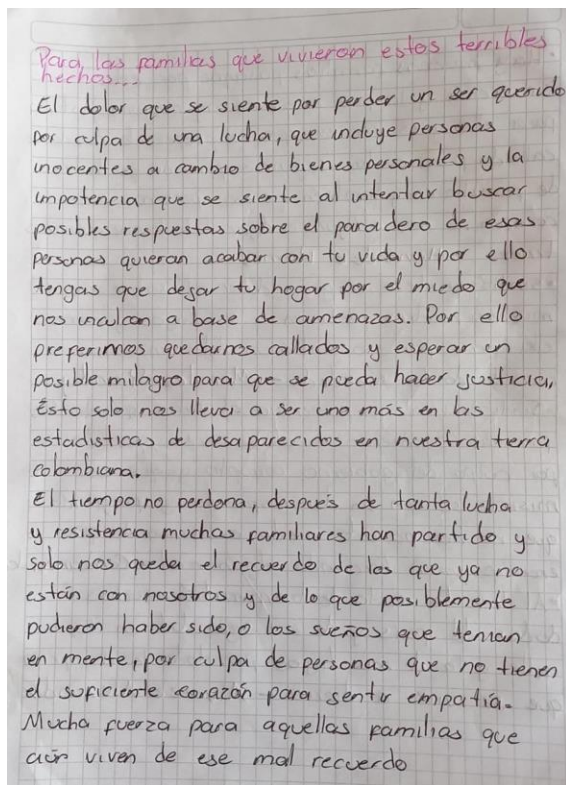 Para las familias que vivieron estos terribles
hechos...
El dolor que se siente por perder un ser querido
por culpa de una lucha, que incluye personas
inocentes a cambio de bienes personales y la
impotencia que se siente al intentar buscar
posibles respuestas sobre el paradero de esas
personas quieran acabar con tu vida y por ello
tengas que dejar tu hogar por el miedo que
nos inculcan a base de amenazas. Por ello
preferimos quedarnos callados y esperar un
posible milagro para que se pueda hacer justicia,
Esto solo nos lleva a ser uno más en las
estadisticas de desaparecidos en nuestra tierra
colombiana.
El tiempo no perdona, después de tanta lucha
y resistencia muchas familiares han partido y
solo nos queda el recuerdo de los que ya no
están con nosotros y de lo que posiblemente
pudieron haber sido, o los sueños que tenian
en mente, por culpa de personas que no tienen
el suficiente corazón para sentir empatía.
Mucha fuerza para aquellas familias que
aún viven de ese mal recuerdo